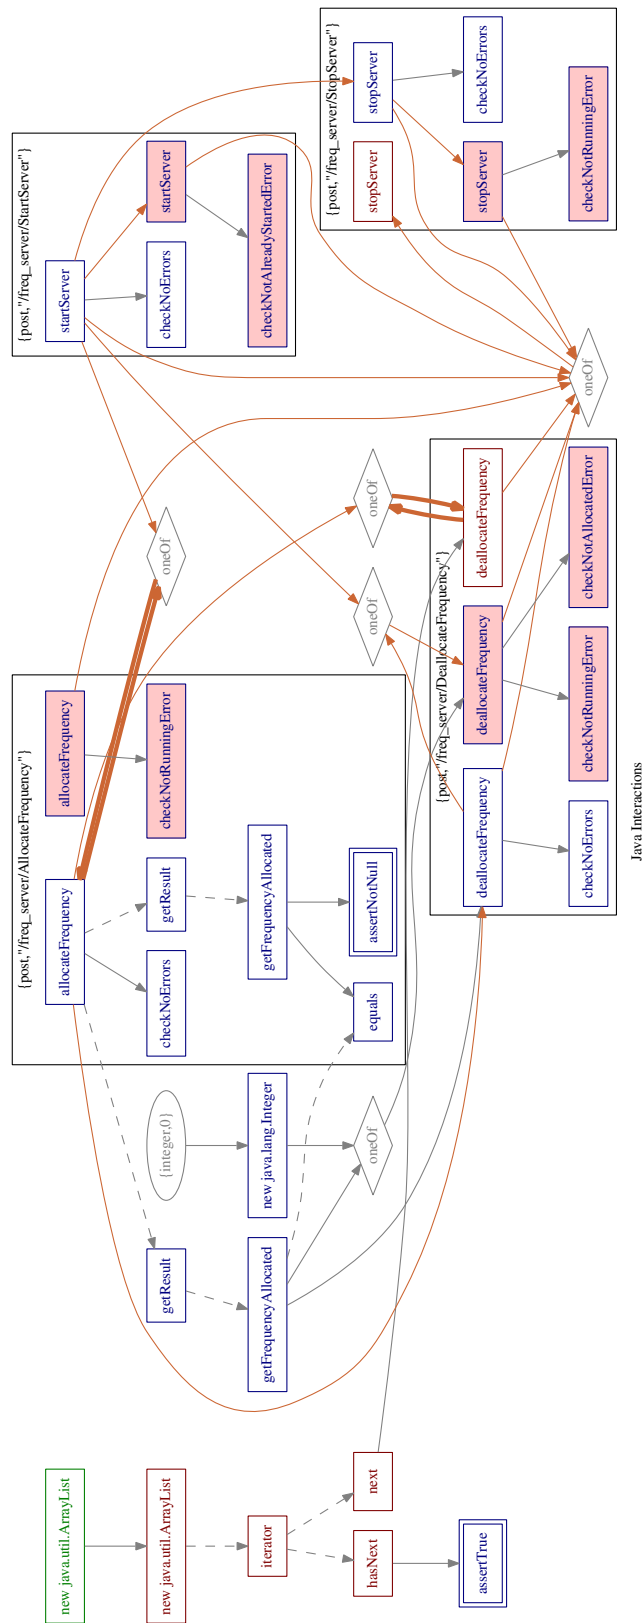 new java.util.ArrayList
new java.util.ArrayList
iterator
hasNext
next
assertTrue
{post,"/freq_server/AllocateFrequency"}
allocateFrequency
allocateFrequency
getResult
{integer,0}
checkNoErrors
getResult
checkNotRunningError
getFrequencyAllocated
new java.lang.Integer
getFrequencyAllocated
oneOf
equals
assertNotNull
{post,"/freq_server/StartServer"}
startServer
checkNoErrors
startServer
checkNotAlreadyStartedError
oneOf
oneOf
oneOf
{post,"/freq_server/DeallocateFrequency"}
deallocateFrequency
deallocateFrequency
deallocateFrequency
checkNoErrors
checkNotRunningError
checkNotAllocatedError
{post,"/freq_server/StopServer"}
stopServer
stopServer
stopServer
checkNoErrors
checkNotRunningError
oneOf
Java Interactions